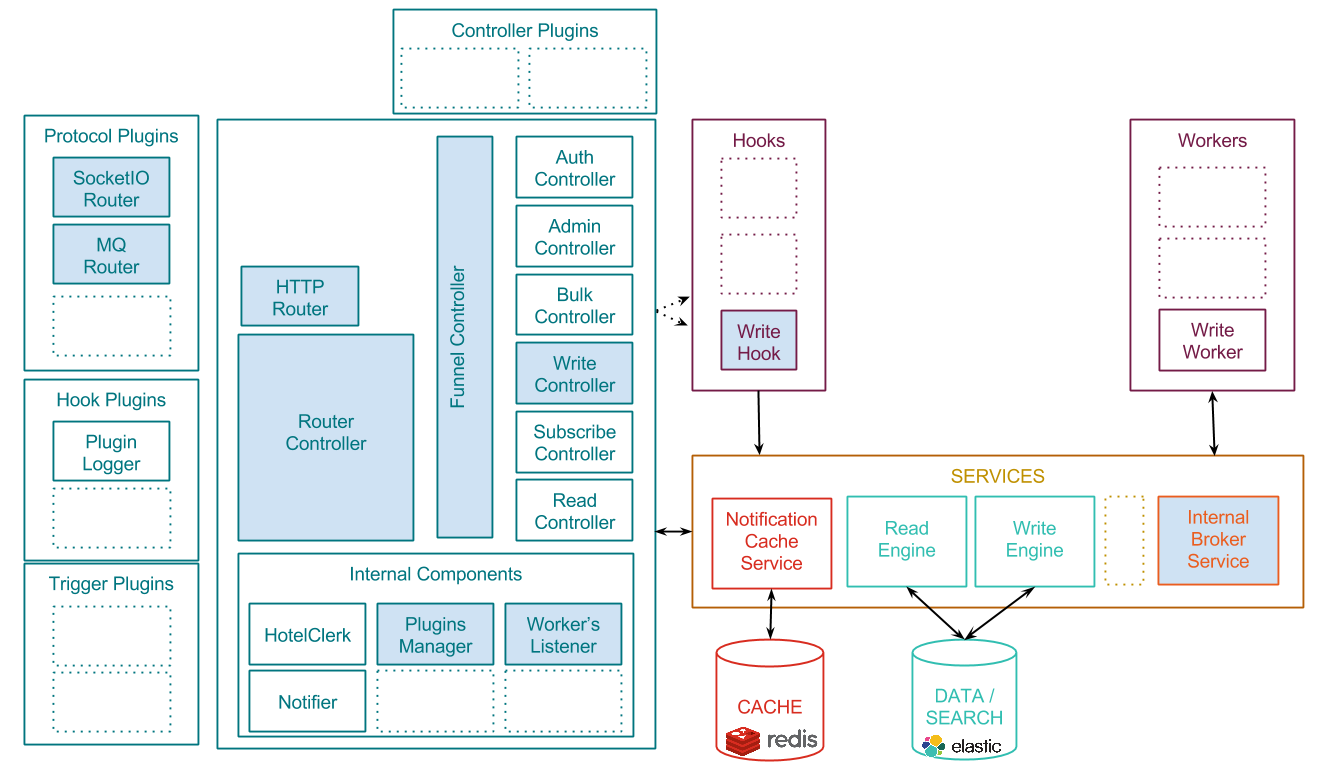 Controller Plugins
Protocol Plugins
SocketIO
Router
MQ
Router
Hook Plugins
Plugin
Logger
Trigger Plugins
HTTP
Router
Router
Controller
Funnel Controller
Auth
Controller
Admin
Controller
Bulk
Controller
Write
Controller
Subscribe
Controller
Read
Controller
Internal Components
HotelClerk
Plugins
Manager
Worker's
Listener
Notifier
Hooks
Write
Hook
Workers
Write
Worker
SERVICES
Notification
Cache
Service
Read
Engine
Write
Engine
Internal
Broker
Service
CACHE
redis
DATA /
SEARCH
elastic